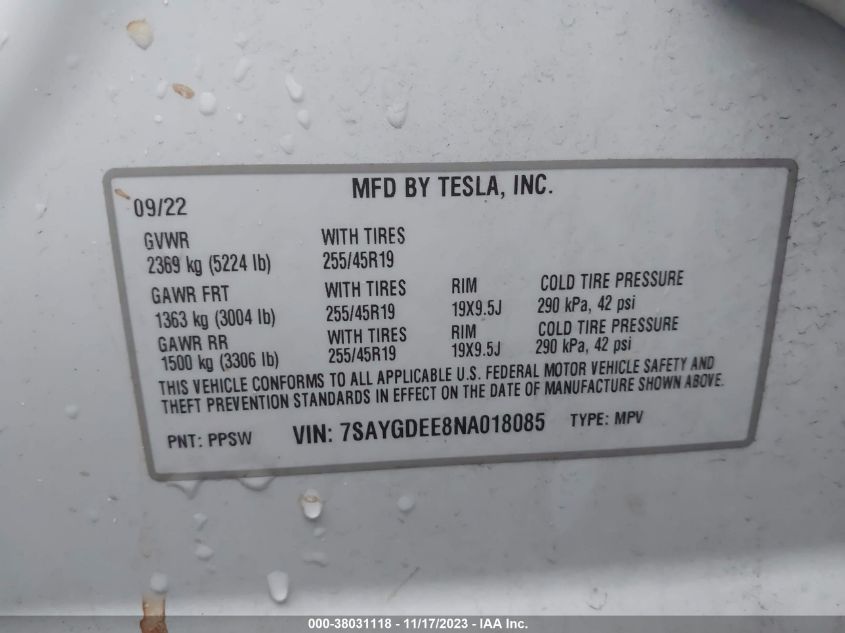 MFD BY TESLA, INC.
09/22
GVWR WITH TIRES
2369 kg (5224 lb) 255/45R19
GAWR FRT WITH TIRES RIM COLD TIRE PRESSURE
1363 kg (3004 lb) 255/45R19 19X9.5J 290 kPa, 42 psi
GAWR RR WITH TIRES RIM COLD TIRE PRESSURE
1500 kg (3306 lb) 255/45R19 19X9.5J 290 kPa, 42 psi
THIS VEHICLE CONFORMS TO ALL APPLICABLE U.S. FEDERAL MOTOR VEHICLE SAFETY AND
THEFT PREVENTION STANDARDS IN EFFECT ON THE DATE OF MANUFACTURE SHOWN ABOVE.
PNT: PPSW VIN: 7SAYGDEE8NA018085 TYPE: MPV
000-38031118 - 11/17/2023 - IAA Inc.